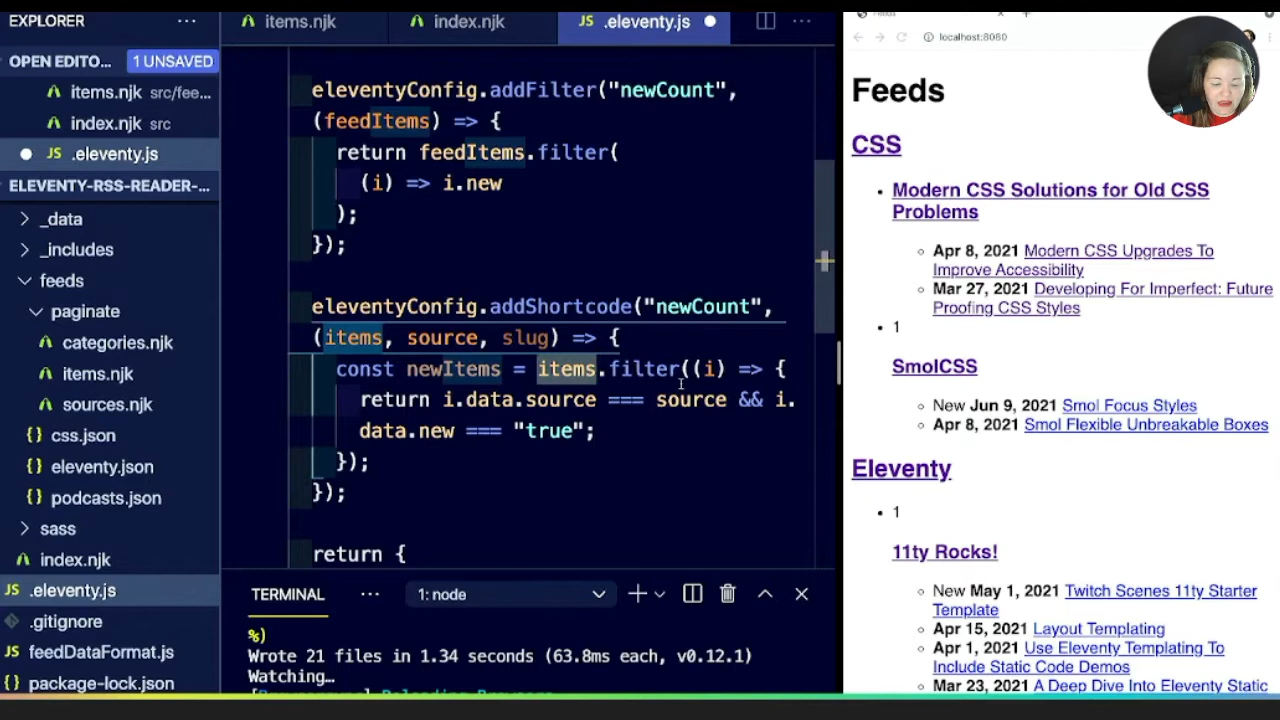 EXPLORER
OPEN EDITO... 1 UNSAVED
items.njk src/fee...
index.njk src
.eleventy.js
ELEVENTY-RSS-READER-...
_data
_includes
feeds
paginate
categories.njk
items.njk
sources.njk
css.json
eleventy.json
podcasts.json
sass
index.njk
JS .eleventy.js
.gitignore
JS feedDataFormat.js
package-lock.json
items.njk index.njk JS .eleventy.js
eleventyConfig.addFilter("newCount",
(feedItems) => {
return feedItems.filter(
(i) => i.new
);
});
eleventyConfig.addShortcode("newCount",
(items, source, slug) => {
const newItems = items.filter((i) => {
return i.data.source === source && i.
data.new === "true";
});
});
return {
TERMINAL ... 1: node
%)
Wrote 21 files in 1.34 seconds (63.8ms each, v0.12.1)
Watching…
localhost:8080
Feeds
CSS
Modern CSS Solutions for Old CSS
Problems
Apr 8, 2021 Modern CSS Upgrades To
Improve Accessibility
Mar 27, 2021 Developing For Imperfect: Future
Proofing CSS Styles
1
SmolCSS
New Jun 9, 2021 Smol Focus Styles
Apr 8, 2021 Smol Flexible Unbreakable Boxes
Eleventy
1
11ty Rocks!
New May 1, 2021 Twitch Scenes 11ty Starter
Template
Apr 15, 2021 Layout Templating
Apr 1, 2021 Use Eleventy Templating To
Include Static Code Demos
Mar 23, 2021 A Deep Dive Into Eleventy Static